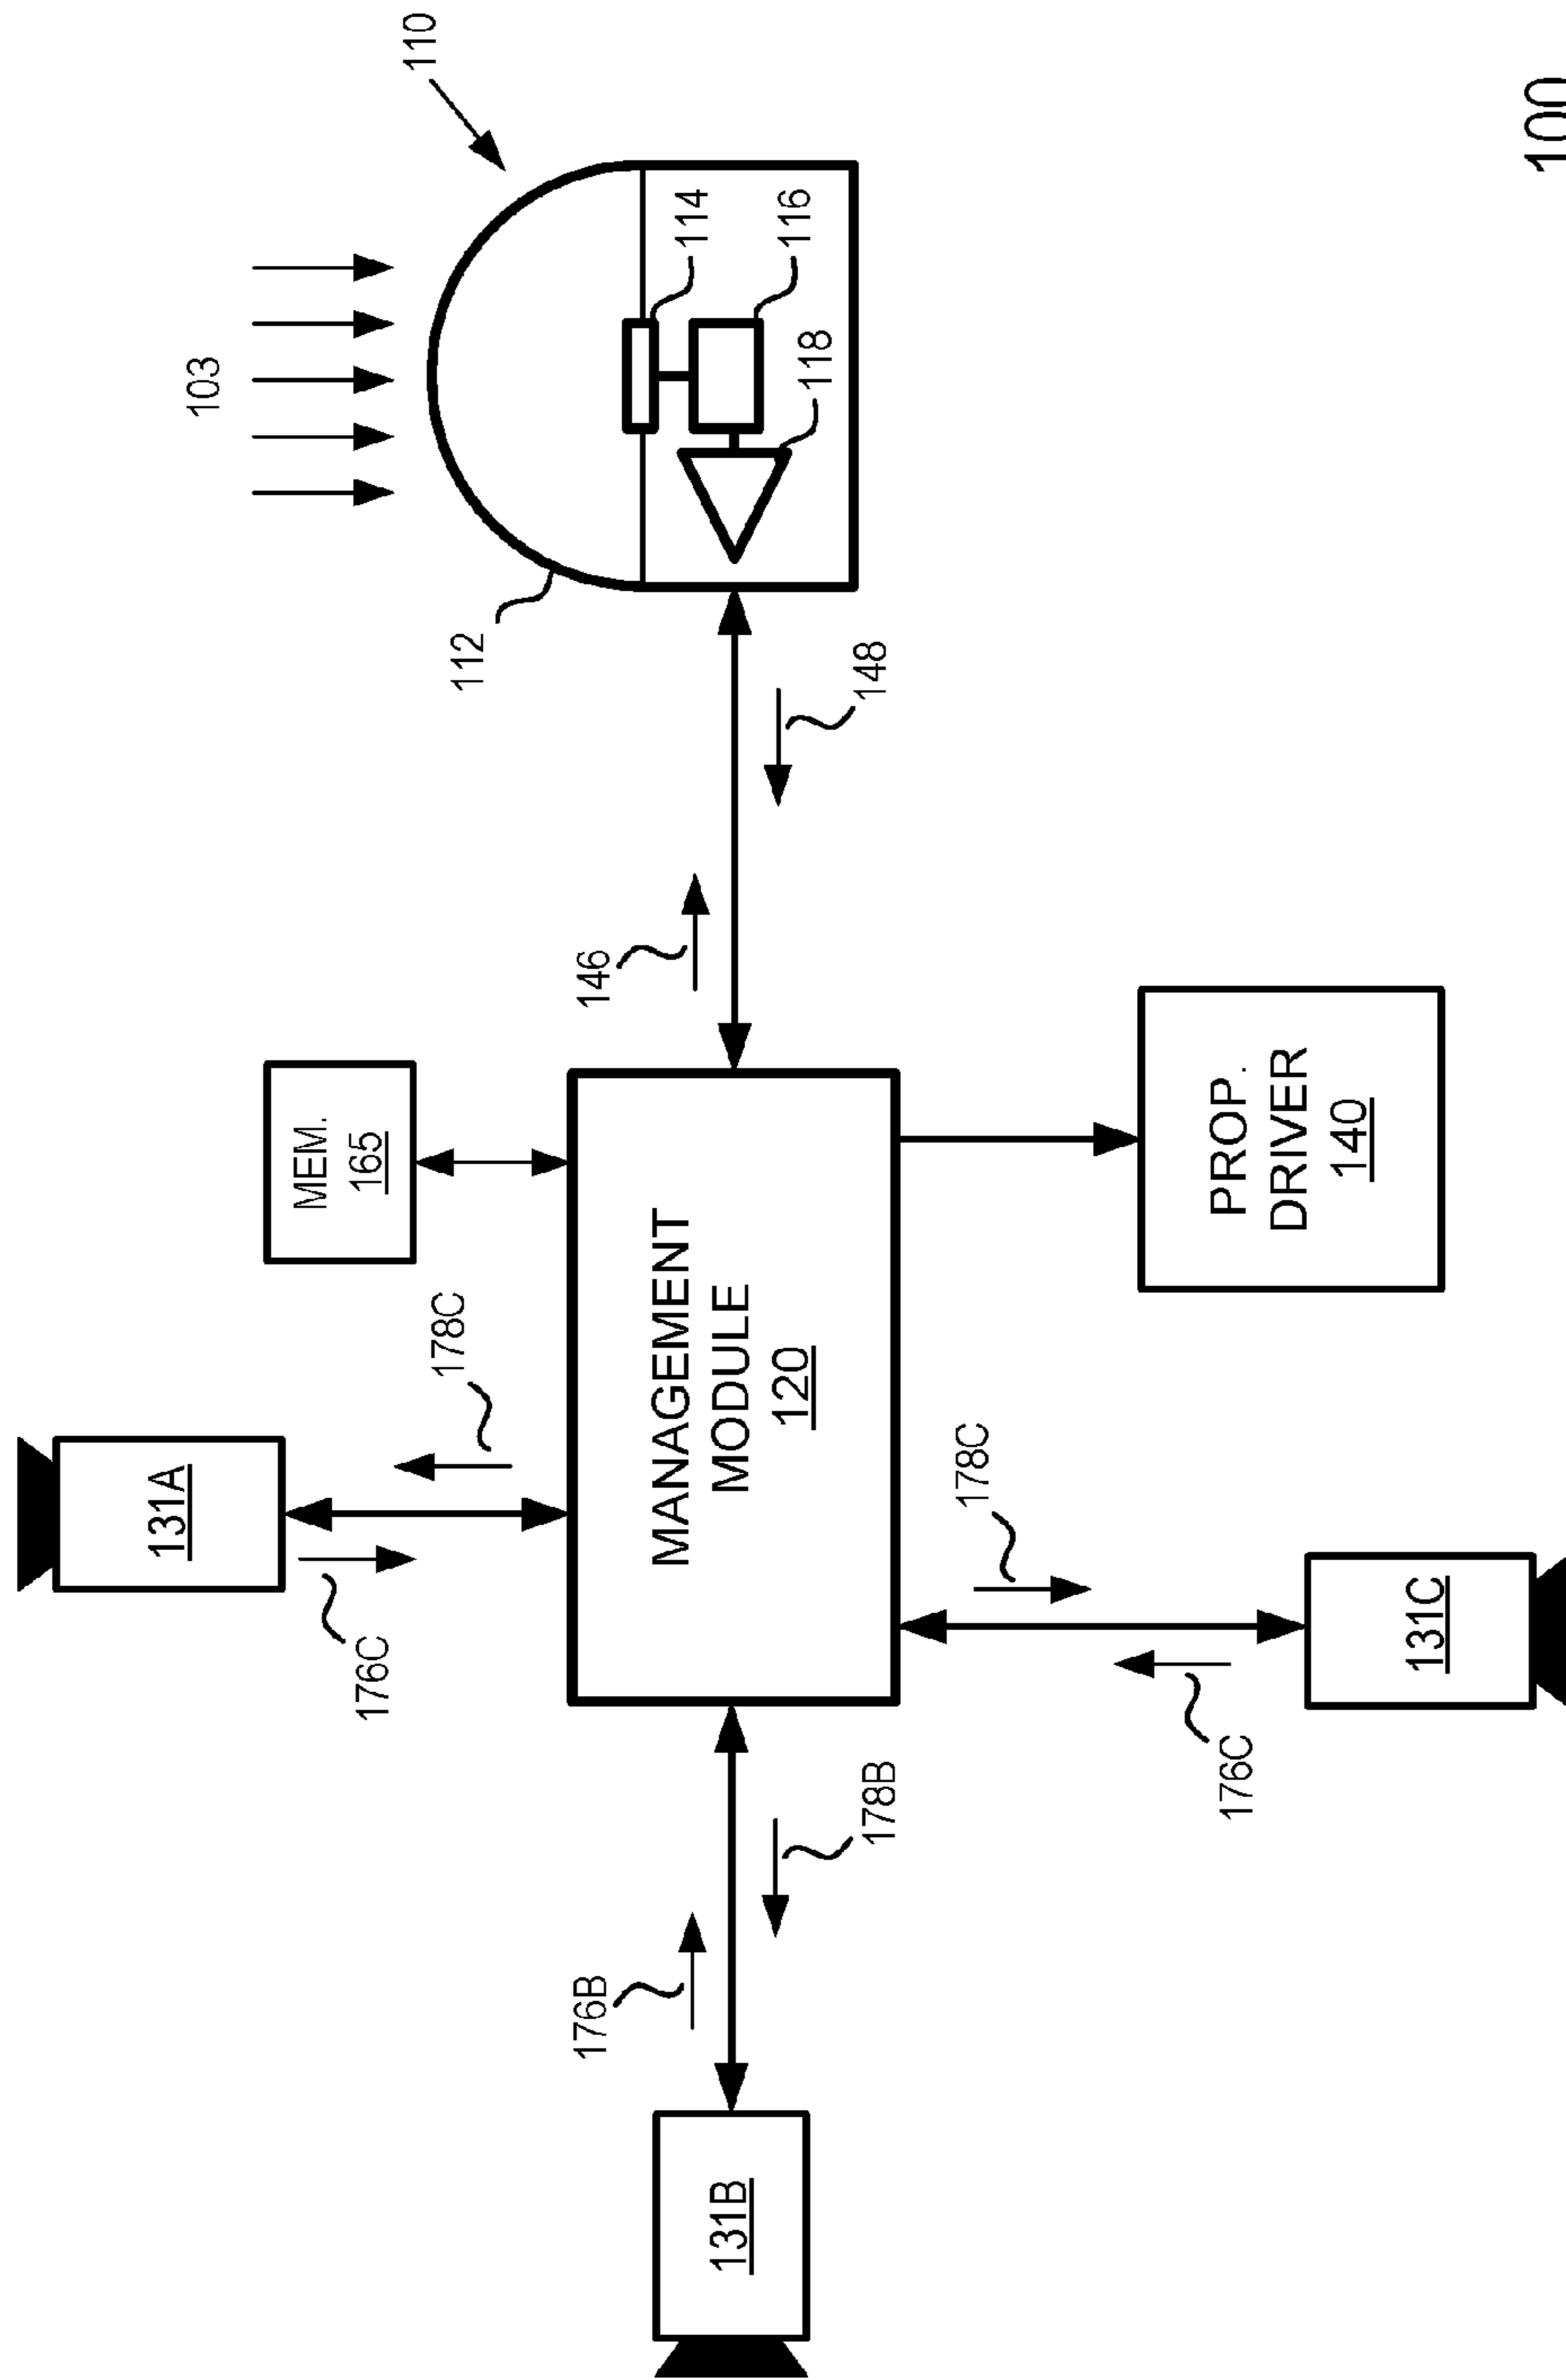 131A
103
MEM.
165
176C
110
178C
112
176B
146
MANAGEMENT
MODULE
120
114
131B
116
118
148
178B
178C
PROP.
DRIVER
140
176C
131C
100